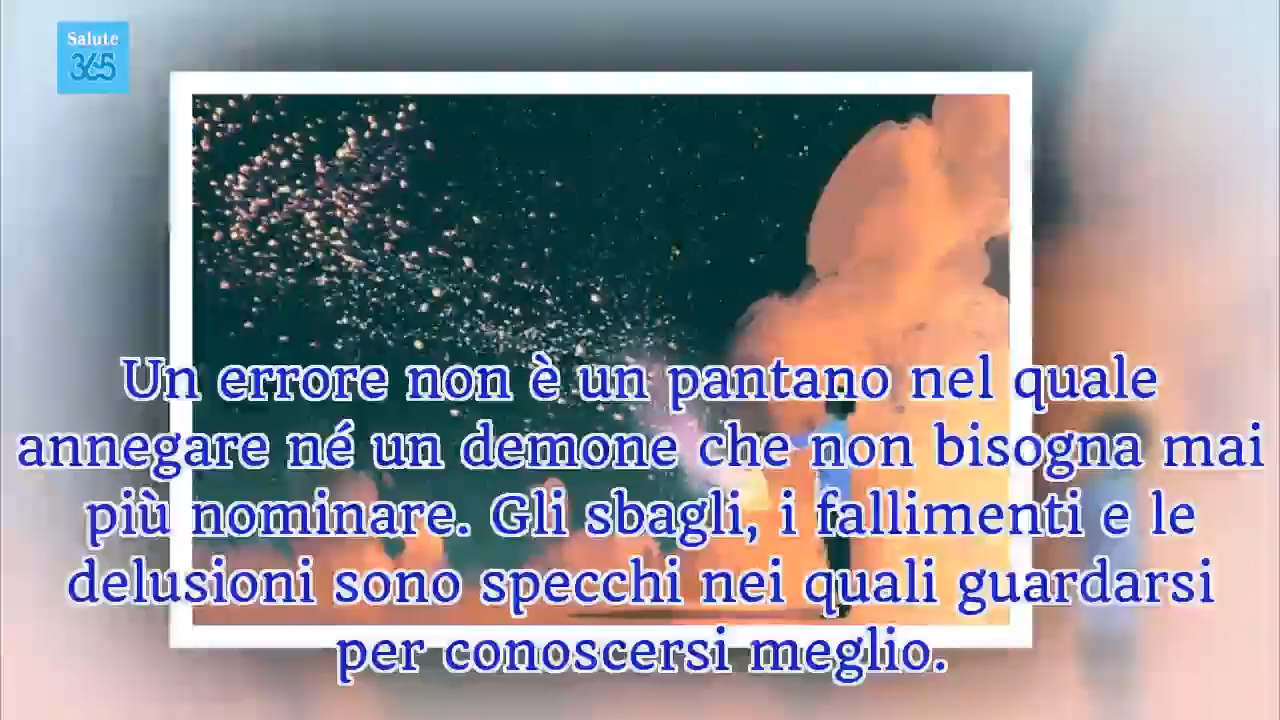 Salute
365
Un errore non è un pantano nel quale
annegare né un demone che non bisogna mai
più nominare. Gli sbagli, i fallimenti e le
delusioni sono specchi nei quali guardarsi
per conoscersi meglio.